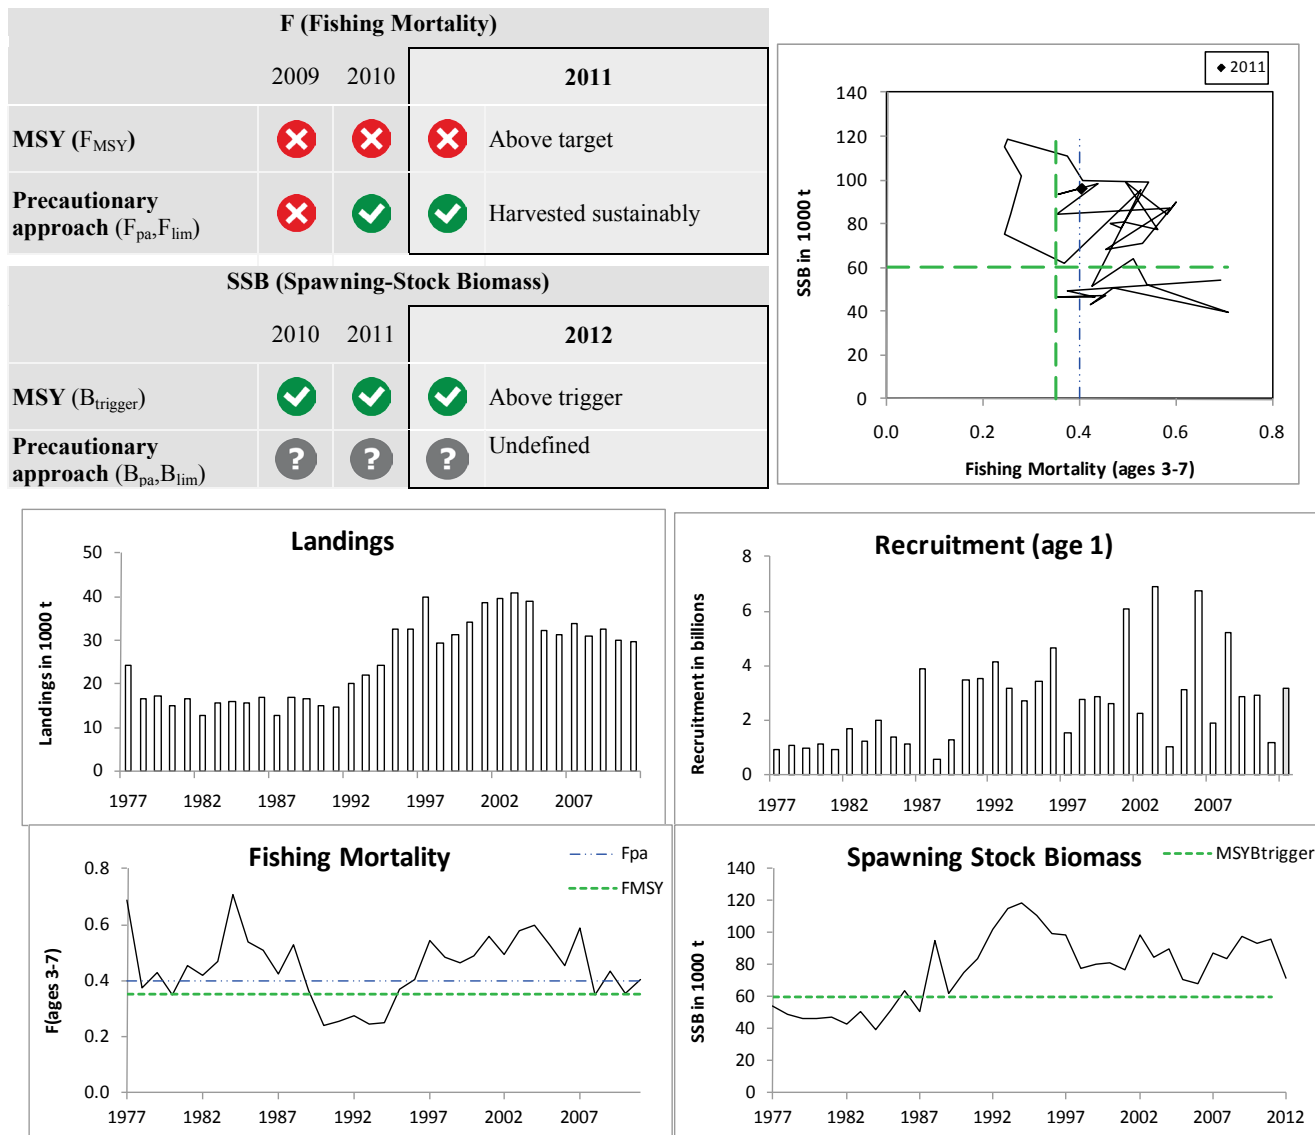 F (Fishing Mortality)
2009 2010 2011
MSY (FMSY) Above target
Precautionary
approach (Fpa,Flim) Harvested sustainably
SSB (Spawning-Stock Biomass)
2010 2011 2012
MSY (Btrigger) Above trigger
Precautionary
approach (Bpa,Blim) Undefined
2011
140
120
100
80
60
40
20
0
0.0 0.2 0.4 0.6 0.8
SSB in 1000 t
Fishing Mortality (ages 3-7)
Landings
50
40
30
20
10
0
Landings in 1000 t
1977 1982 1987 1992 1997 2002 2007
Recruitment (age 1)
8
6
4
2
0
Recruitment in billions
1977 1982 1987 1992 1997 2002 2007
Fishing Mortality
Fpa
FMSY
0.8
0.6
0.4
0.2
0.0
F(ages 3-7)
1977 1982 1987 1992 1997 2002 2007
Spawning Stock Biomass
MSYBtrigger
140
120
100
80
60
40
20
0
SSB in 1000 t
1977 1982 1987 1992 1997 2002 2007 2012